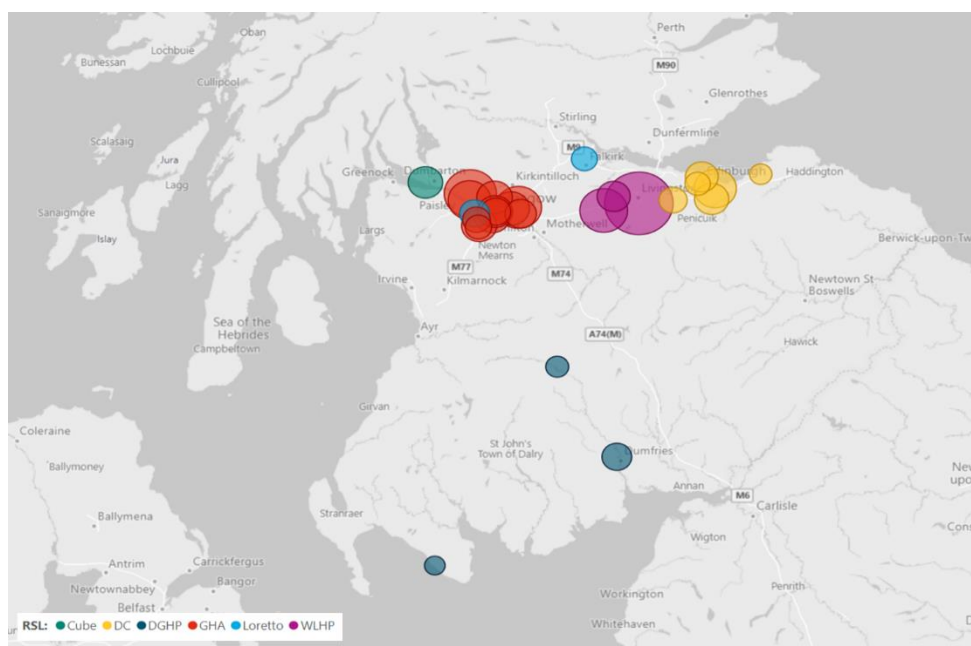 Oban
Perth
Lochbuie
Bunessan
M90
Cullipool
Glenrothes
Stirling
Scalasaig
Dunfermline
M9
Jura
Falkirk
Greenock
Dumbarton
Kirkintilloch
Edinburgh
Haddington
Lagg
Livingston
Sanaigmore
Paisley
Penicuik
Motherwell
Islay
Largs
Newton
Mearns
Berwick-upon-Tw
M77
M74
Irvine
Kilmarnock
Newtown St
Boswells
Sea of the
Hebrides
Ayr
A74(M)
Hawick
Campbeltown
Girvan
Coleraine
St John's
Town of Dalry
Dumfries
Ballymoney
Annan
M6
Carlisle
Stranraer
Ballymena
Wigton
Carrickfergus
Antrim
Bangor
Penrith
Newtownabbey
Workington
Belfast
Whitehaven
RSL: Cube DC DGHP GHA Loretto WLHP